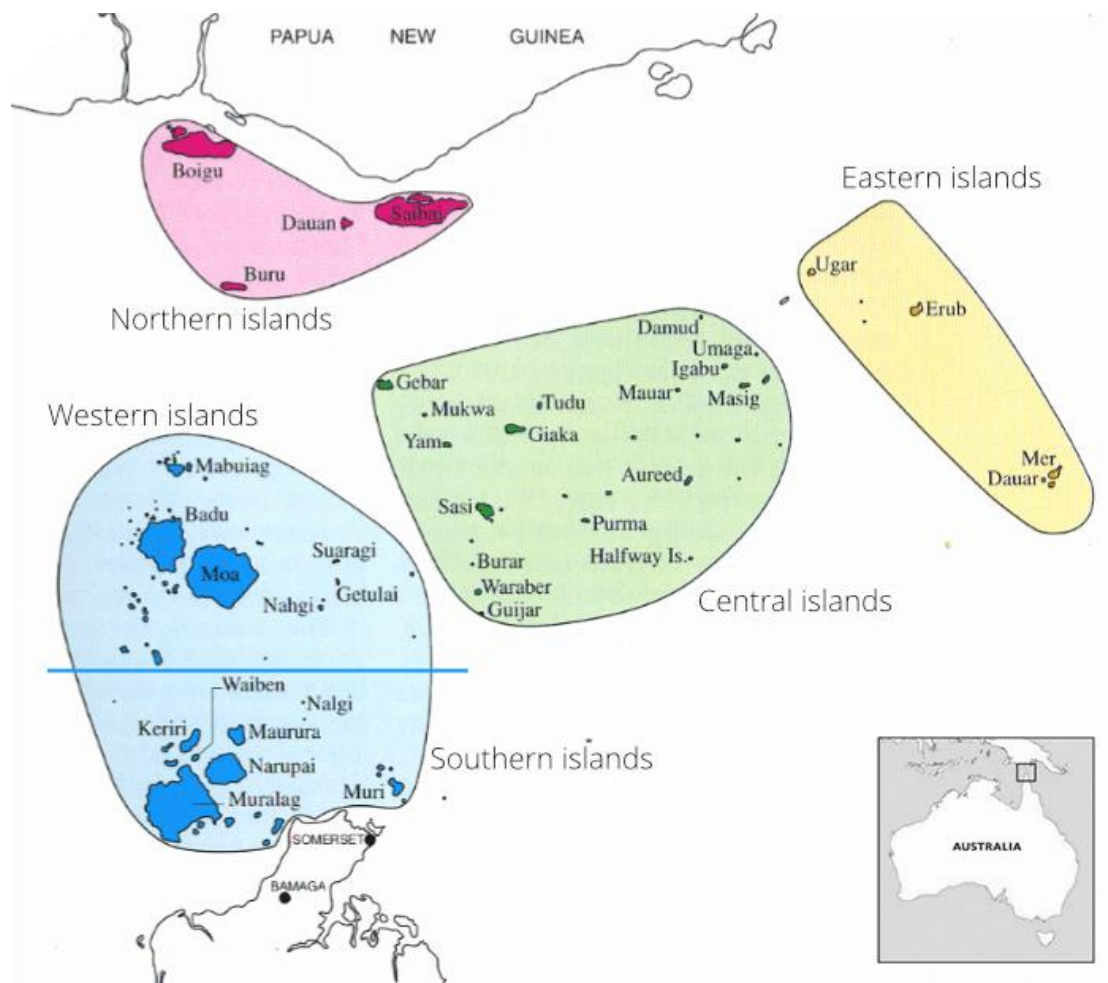 PAPUA NEW GUINEA
Boigu
Dauan
Saibai
Buru
Northern islands
Eastern islands
Ugar
Erub
Mer
Dauar
Damud
Umaga
Igabu
Gebar
Mauar
Masig
Mukwa
Tudu
Yam
Giaka
Aureed
Sasi
Purma
Burar
Halfway Is.
Waraber
Guijar
Central islands
Western islands
Mabuiag
Badu
Moa
Suaragi
Nahgi
Getulai
Waiben
Nalgi
Keriri
Maurura
Narupai
Muralag
Muri
Southern islands
SOMERSET
BAMAGA
AUSTRALIA